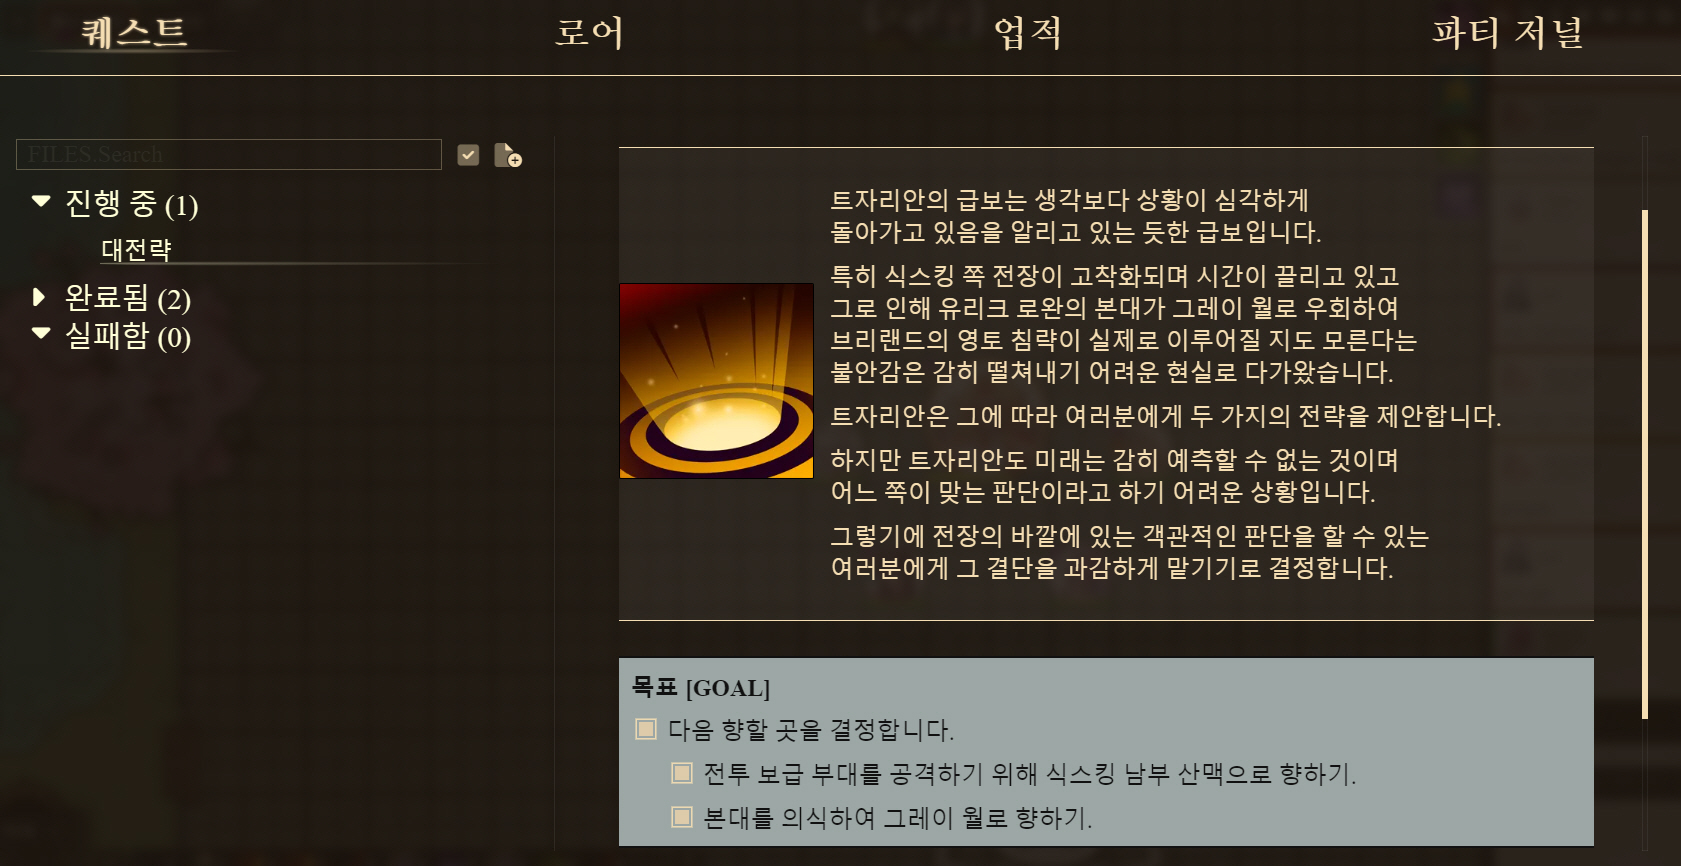 퀘스트
로어
업적
파티 저널
FILES.Search
진행 중 (1)
대전략
완료됨 (2)
실패함 (0)
트자리안의 급보는 생각보다 상황이 심각하게
돌아가고 있음을 알리고 있는 듯한 급보입니다.
특히 식스킹 쪽 전장이 고착화되며 시간이 끌리고 있고
그로 인해 유리크 로완의 본대가 그레이 월로 우회하여
브리랜드의 영토 침략이 실제로 이루어질 지도 모른다는
불안감은 감히 떨쳐내기 어려운 현실로 다가왔습니다.
트자리안은 그에 따라 여러분에게 두 가지의 전략을 제안합니다.
하지만 트자리안도 미래는 감히 예측할 수 없는 것이며
어느 쪽이 맞는 판단이라고 하기 어려운 상황입니다.
그렇기에 전장의 바깥에 있는 객관적인 판단을 할 수 있는
여러분에게 그 결단을 과감하게 맡기기로 결정합니다.
목표 [GOAL]
다음 향할 곳을 결정합니다.
전투 보급 부대를 공격하기 위해 식스킹 남부 산맥으로 향하기.
본대를 의식하여 그레이 월로 향하기.